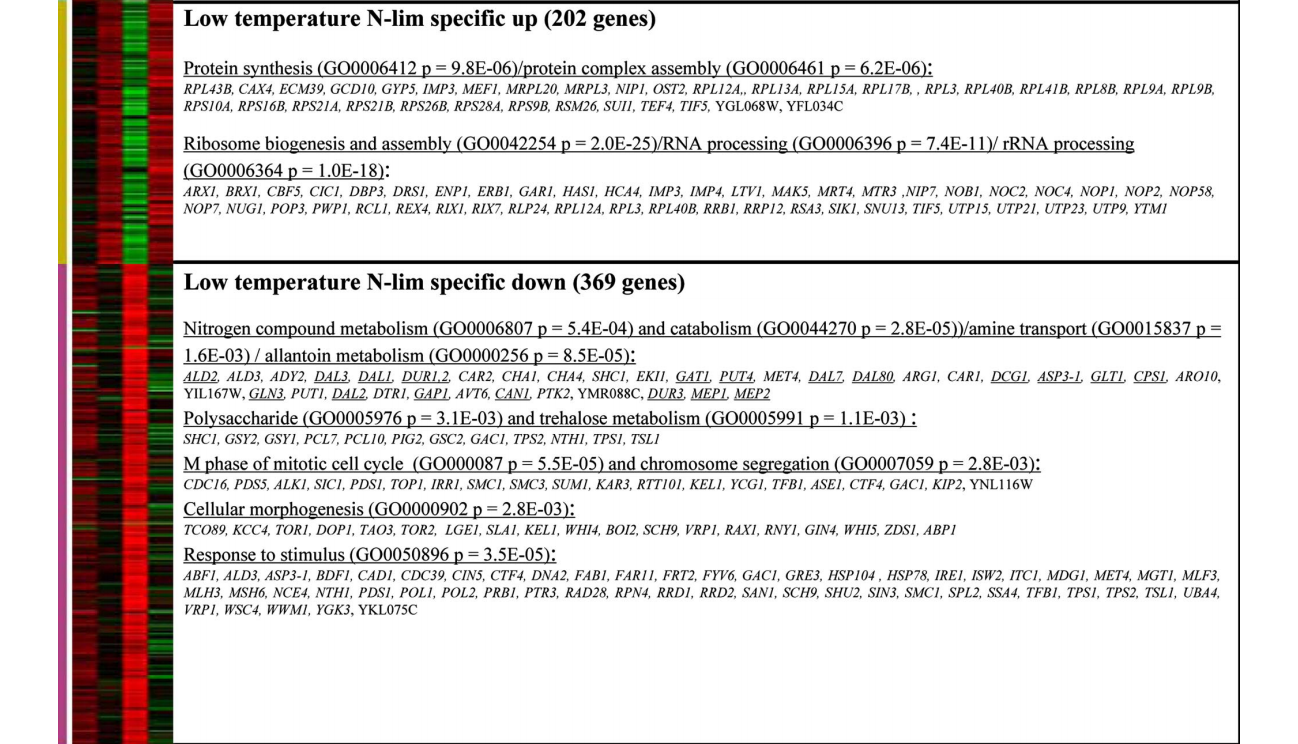 Low temperature N-lim specific up (202 genes)
Protein synthesis (GO0006412 p = 9.8E-06)/protein complex assembly (GO0006461 p = 6.2E-06):
RPL43B, CAX4, ECM39, GCD10, GYP5, IMP3, MEF1, MRPL20, MRPL3, NIP1, OST2, RPL12A,, RPL13A, RPL15A, RPL17B, , RPL3, RPL40B, RPL41B, RPL8B, RPL9A, RPL9B,
RPS10A, RPS16B, RPS21A, RPS21B, RPS26B, RPS28A, RPS9B, RSM26, SUI1, TEF4, TIF5, YGL068W, YFL034C
Ribosome biogenesis and assembly (GO0042254 p = 2.0E-25)/RNA processing (GO0006396 p = 7.4E-11)/ rRNA processing
(GO0006364 p = 1.0E-18):
ARX1, BRX1, CBF5, CIC1, DBP3, DRS1, ENP1, ERB1, GAR1, HAS1, HCA4, IMP3, IMP4, LTV1, MAK5, MRT4, MTR3 ,NIP7, NOB1, NOC2, NOC4, NOP1, NOP2, NOP58,
NOP7, NUG1, POP3, PWP1, RCL1, REX4, RIX1, RIX7, RLP24, RPL12A, RPL3, RPL40B, RRB1, RRP12, RSA3, SIK1, SNU13, TIF5, UTP15, UTP21, UTP23, UTP9, YTM1
Low temperature N-lim specific down (369 genes)
Nitrogen compound metabolism (GO0006807 p = 5.4E-04) and catabolism (GO0044270 p = 2.8E-05))/amine transport (GO0015837 p =
1.6E-03) / allantoin metabolism (GO0000256 p = 8.5E-05):
ALD2, ALD3, ADY2, DAL3, DAL1, DUR1,2, CAR2, CHA1, CHA4, SHC1, EKI1, GAT1, PUT4, MET4, DAL7, DAL80, ARG1, CAR1, DCG1, ASP3-1, GLT1, CPS1, ARO10,
YIL167W, GLN3, PUT1, DAL2, DTR1, GAP1, AVT6, CAN1, PTK2, YMR088C, DUR3, MEP1, MEP2
Polysaccharide (GO0005976 p = 3.1E-03) and trehalose metabolism (GO0005991 p = 1.1E-03) :
SHC1, GSY2, GSY1, PCL7, PCL10, PIG2, GSC2, GAC1, TPS2, NTH1, TPS1, TSL1
M phase of mitotic cell cycle (GO000087 p = 5.5E-05) and chromosome segregation (GO0007059 p = 2.8E-03):
CDC16, PDS5, ALK1, SIC1, PDS1, TOP1, IRR1, SMC1, SMC3, SUM1, KAR3, RTT101, KEL1, YCG1, TFB1, ASE1, CTF4, GAC1, KIP2, YNL116W
Cellular morphogenesis (GO0000902 p = 2.8E-03):
TCO89, KCC4, TOR1, DOP1, TAO3, TOR2, LGE1, SLA1, KEL1, WHI4, BOI2, SCH9, VRP1, RAX1, RNY1, GIN4, WHI5, ZDS1, ABP1
Response to stimulus (GO0050896 p = 3.5E-05):
ABF1, ALD3, ASP3-1, BDF1, CAD1, CDC39, CIN5, CTF4, DNA2, FAB1, FAR11, FRT2, FYV6, GAC1, GRE3, HSP104 , HSP78, IRE1, ISW2, ITC1, MDG1, MET4, MGT1, MLF3,
MLH3, MSH6, NCE4, NTH1, PDS1, POL1, POL2, PRB1, PTR3, RAD28, RPN4, RRD1, RRD2, SAN1, SCH9, SHU2, SIN3, SMC1, SPL2, SSA4, TFB1, TPS1, TPS2, TSL1, UBA4,
VRP1, WSC4, WWM1, YGK3, YKL075C